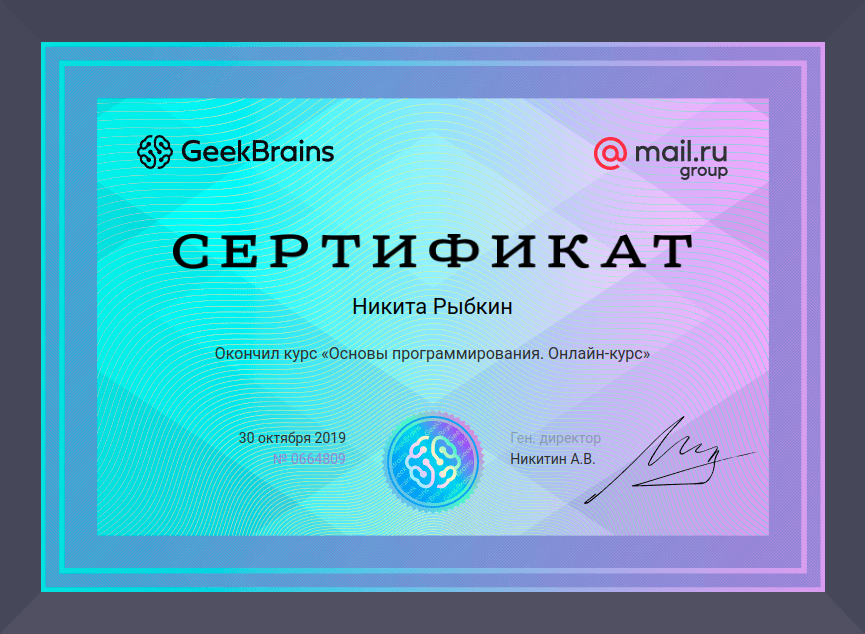 GeekBrains
mail.ru
group
СЕРТИФИКАТ
Никита Рыбкин
Окончил курс «Основы программирования. Онлайн-курс»
30 октября 2019
№ 0664809
Ген. директор
Никитин А.В.